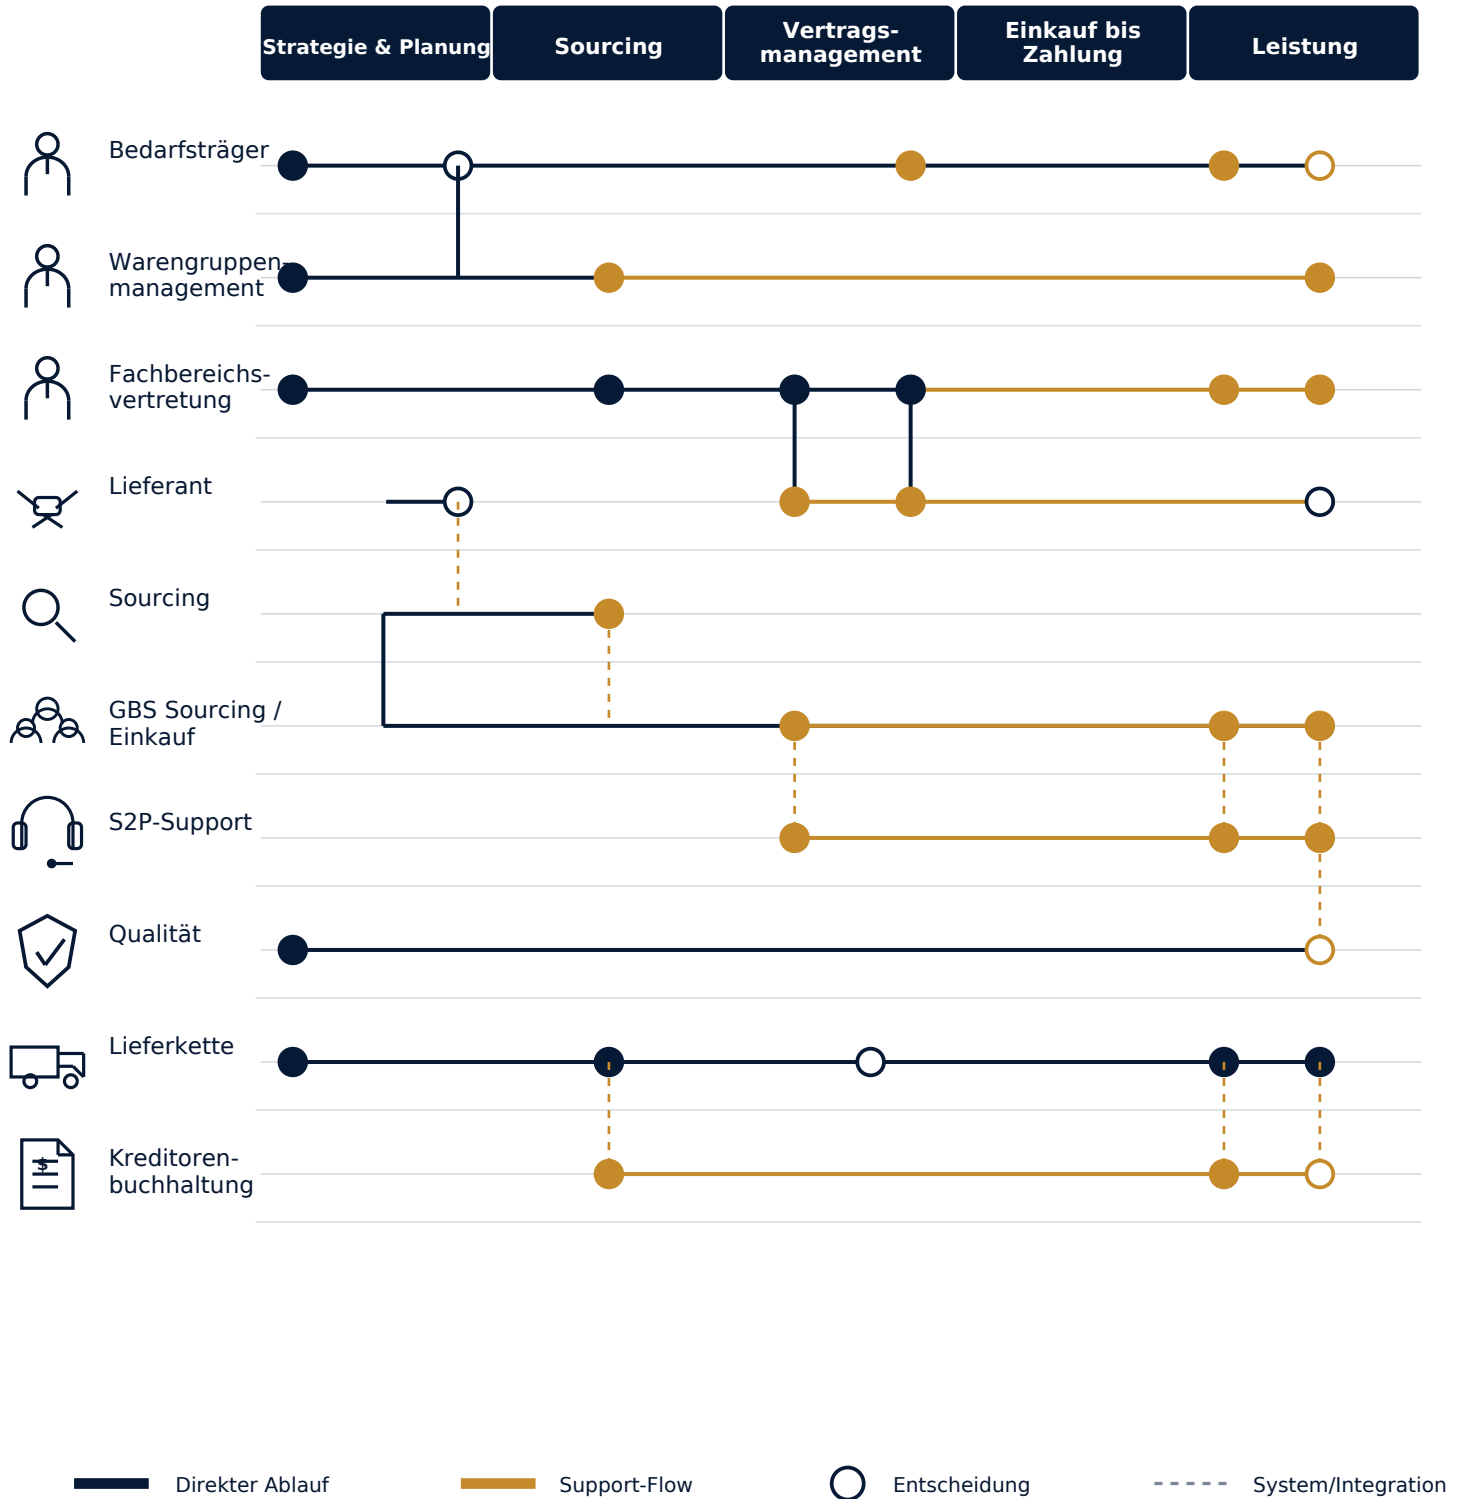 Strategie & Planung
Sourcing
Vertrags-
management
Einkauf bis
Zahlung
Leistung
Bedarfsträger
Warengruppen-
management
Fachbereichs-
vertretung
Lieferant
Sourcing
GBS Sourcing /
Einkauf
S2P-Support
Qualität
Lieferkette
$
Kreditoren-
buchhaltung
Direkter Ablauf
Support-Flow
Entscheidung
System/Integration